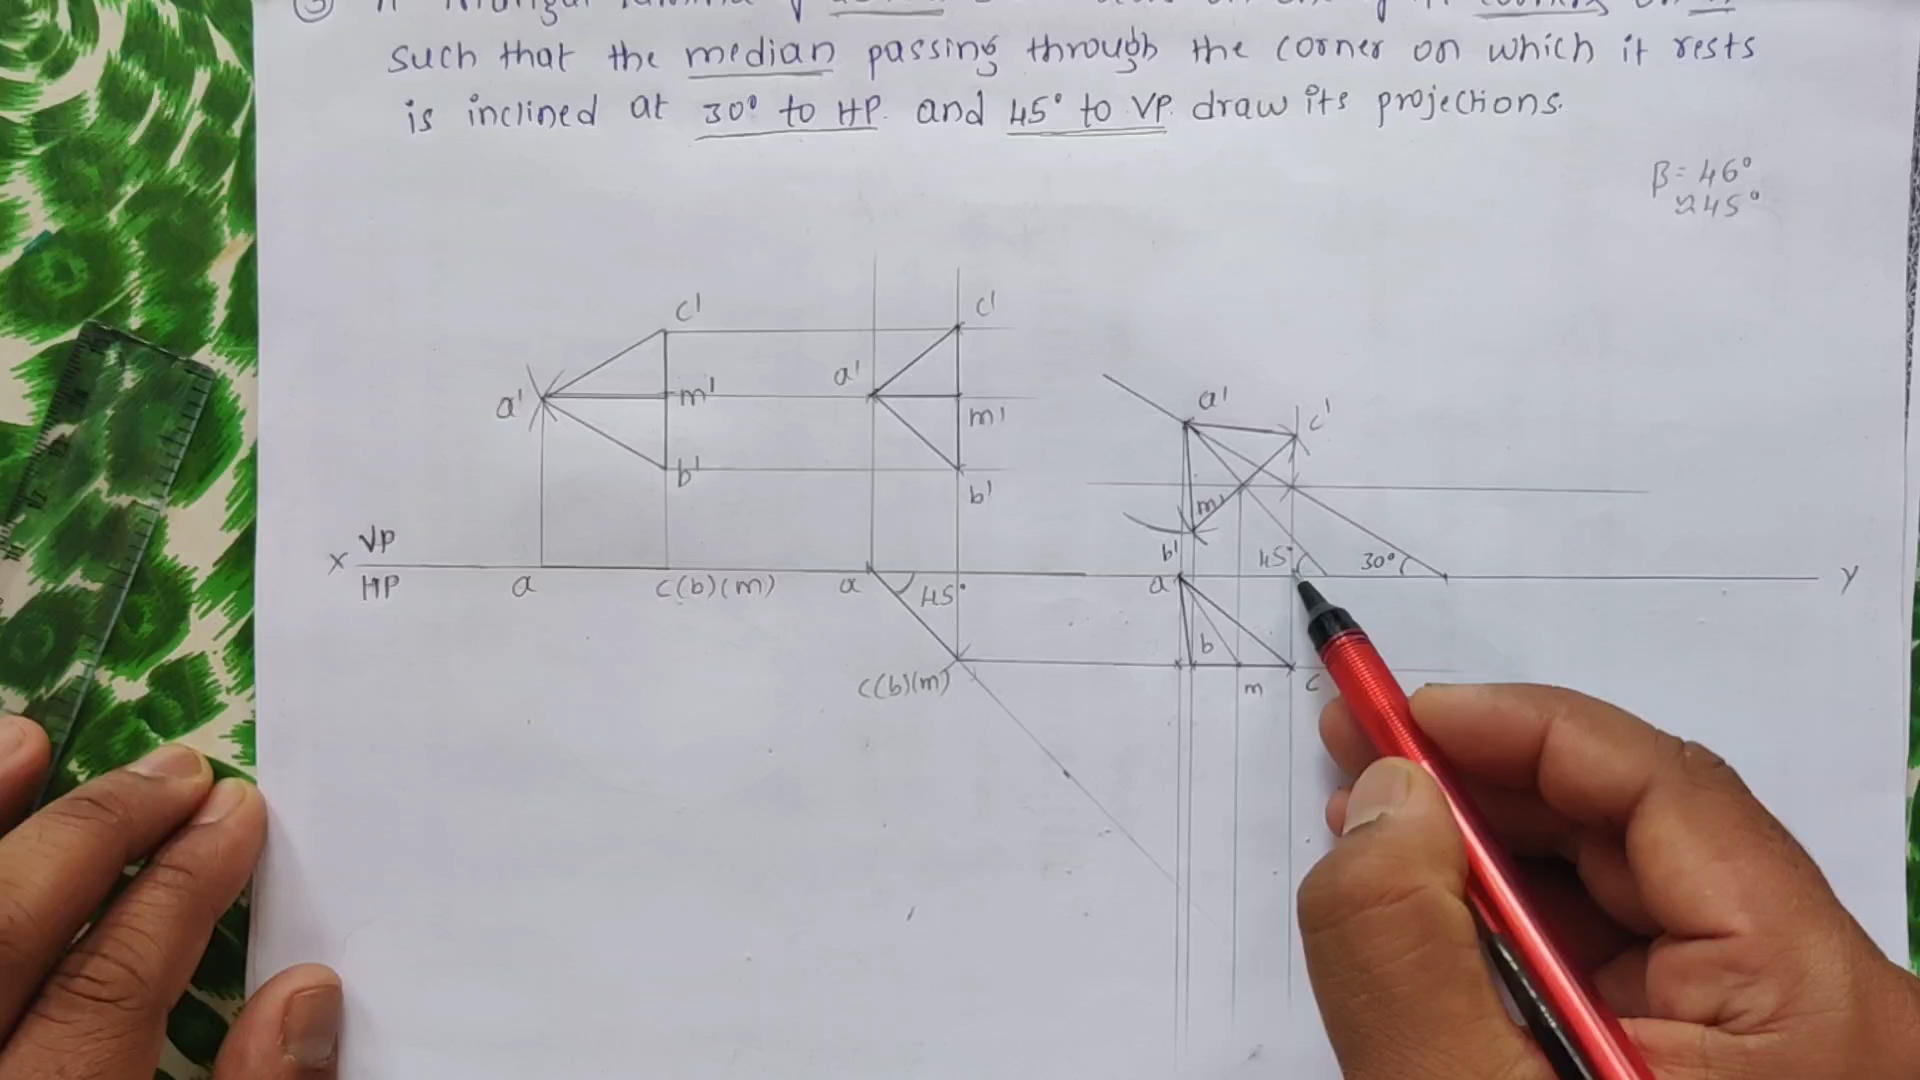 such that the median passing through the corner on which it rests
is inclined at 30° to HP. and 45° to VP. draw its projections.
β = 46°
≈ 45°
c' c'
a' a'
a' m' c'
m'
b' b' m'
VP b' 45° 30°
X Y
HP a c(b)(m) a 45° a
b
c(b)(m) m c